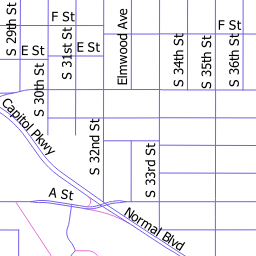 S 29th St
F St
S 31st St
Elmwood Ave
F St
E St
E St
S 30th St
S 34th St
S 35th St
S 36th St
Capitol Pkwy
S 32nd St
S 33rd St
A St
Normal Blvd